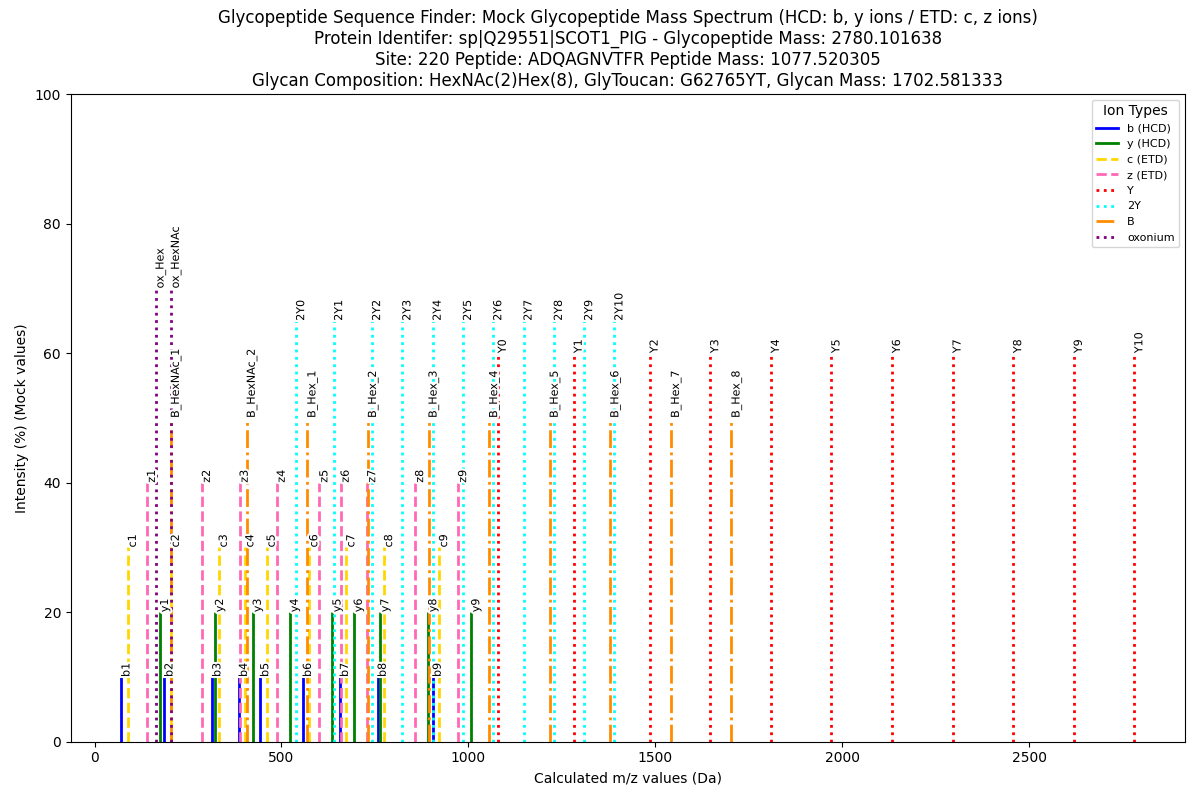 Glycopeptide Sequence Finder: Mock Glycopeptide Mass Spectrum (HCD: b, y ions / ETD: c, z ions)
Protein Identifer: sp|Q29551|SCOT1_PIG - Glycopeptide Mass: 2780.101638
Site: 220 Peptide: ADQAGNVTFR Peptide Mass: 1077.520305
Glycan Composition: HexNAc(2)Hex(8), GlyToucan: G62765YT, Glycan Mass: 1702.581333
Ion Types
b (HCD)
y (HCD)
c (ETD)
z (ETD)
Y
2Y
B
oxonium
Intensity (%) (Mock values)
100
80
60
40
20
0
ox_Hex
ox_HexNAc
2Y0
2Y1
2Y2
2Y3
2Y4
2Y5
2Y6
2Y7
2Y8
2Y9
2Y10
Y0
Y1
Y2
Y3
Y4
Y5
Y6
Y7
Y8
Y9
Y10
B_HexNAc_1
B_HexNAc_2
B_Hex_1
B_Hex_2
B_Hex_3
B_Hex_4
B_Hex_5
B_Hex_6
B_Hex_7
B_Hex_8
z1
z2
z3
z4
z5
z6
z7
z8
z9
c1
c2
c3
c4
c5
c6
c7
c8
c9
y1
y2
y3
y4
y5
y6
y7
y8
y9
b1
b2
b3
b4
b5
b6
b7
b8
b9
0
500
1000
1500
2000
2500
Calculated m/z values (Da)